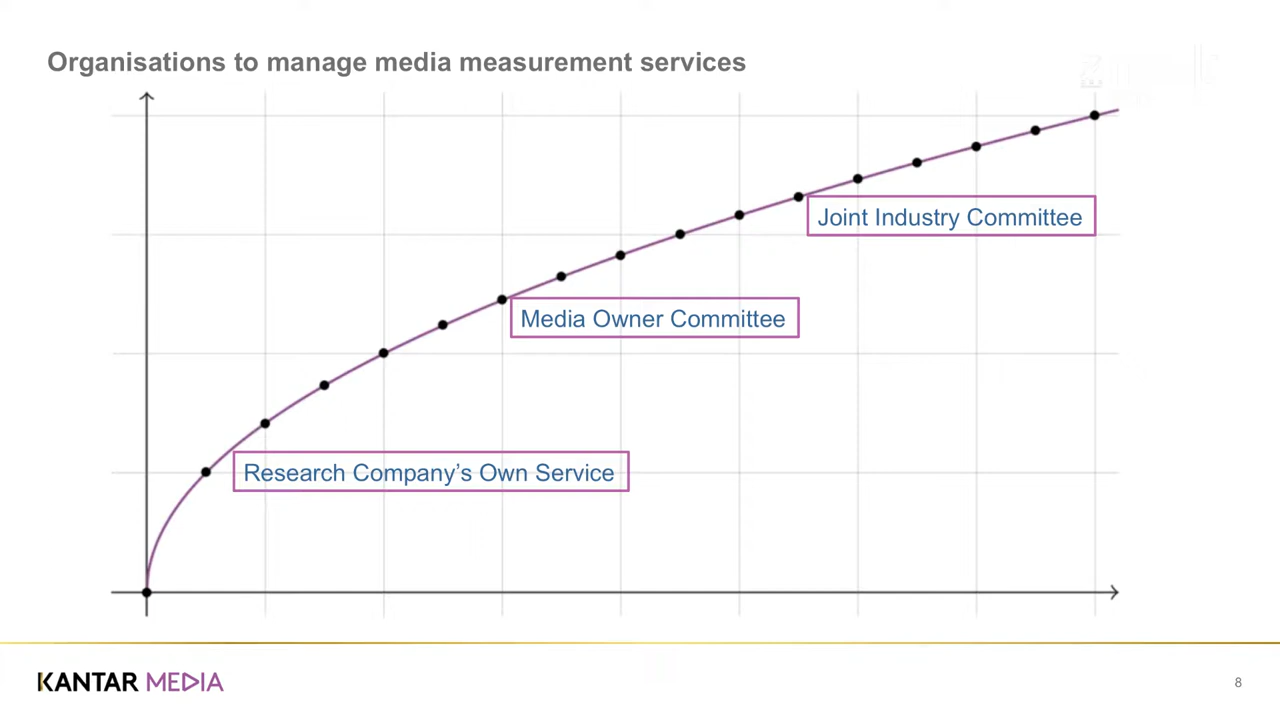 Organisations to manage media measurement services
Joint Industry Committee
Media Owner Committee
Research Company’s Own Service
KANTAR MEDIA
8